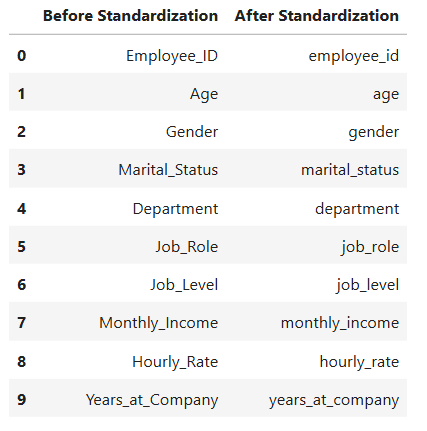 Before Standardization After Standardization
0 Employee_ID employee_id
1 Age age
2 Gender gender
3 Marital_Status marital_status
4 Department department
5 Job_Role job_role
6 Job_Level job_level
7 Monthly_Income monthly_income
8 Hourly_Rate hourly_rate
9 Years_at_Company years_at_company